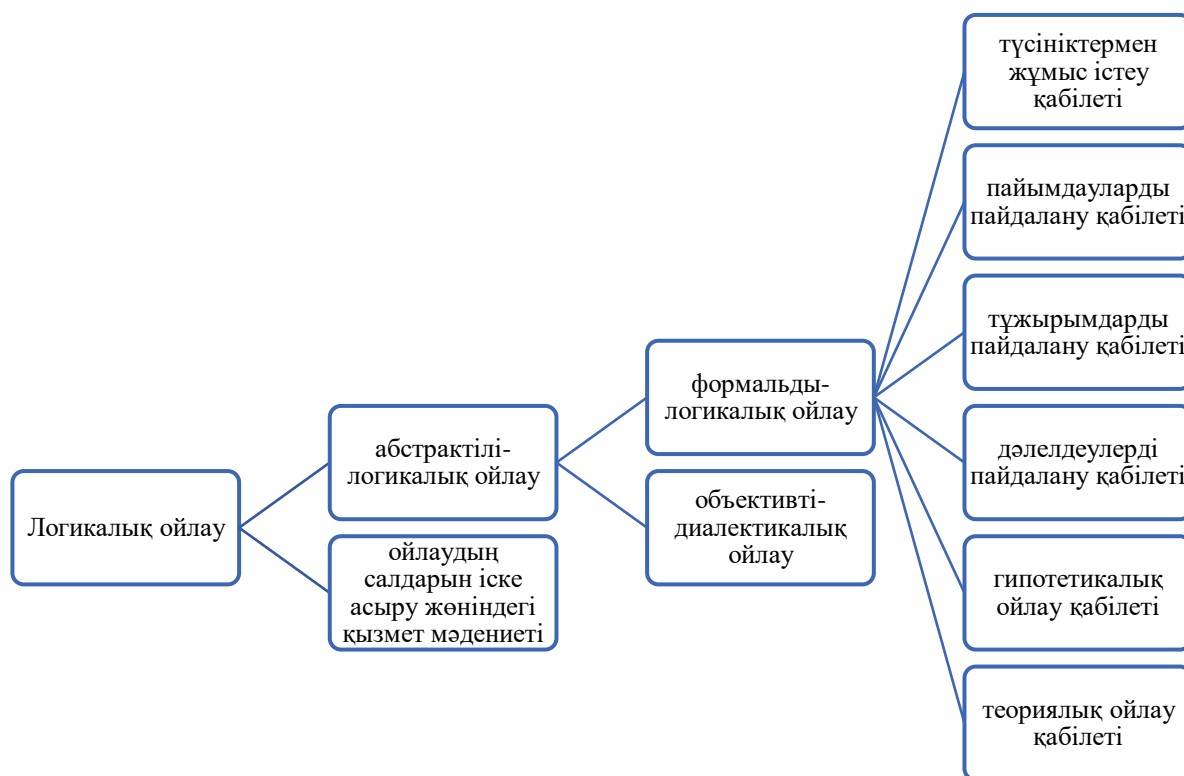 Логикалық ойлау
абстрактілі-
логикалық ойлау
ойлаудың
салдарын іске
асыру жөніндегі
қызмет мәдениеті
формальды-
логикалық ойлау
объективті-
диалектикалық
ойлау
түсініктермен
жұмыс істеу
қабілеті
пайымдауларды
пайдалану қабілеті
тұжырымдарды
пайдалану қабілеті
дәлелдеулерді
пайдалану қабілеті
гипотетикалық
ойлау қабілеті
теориялық ойлау
қабілеті